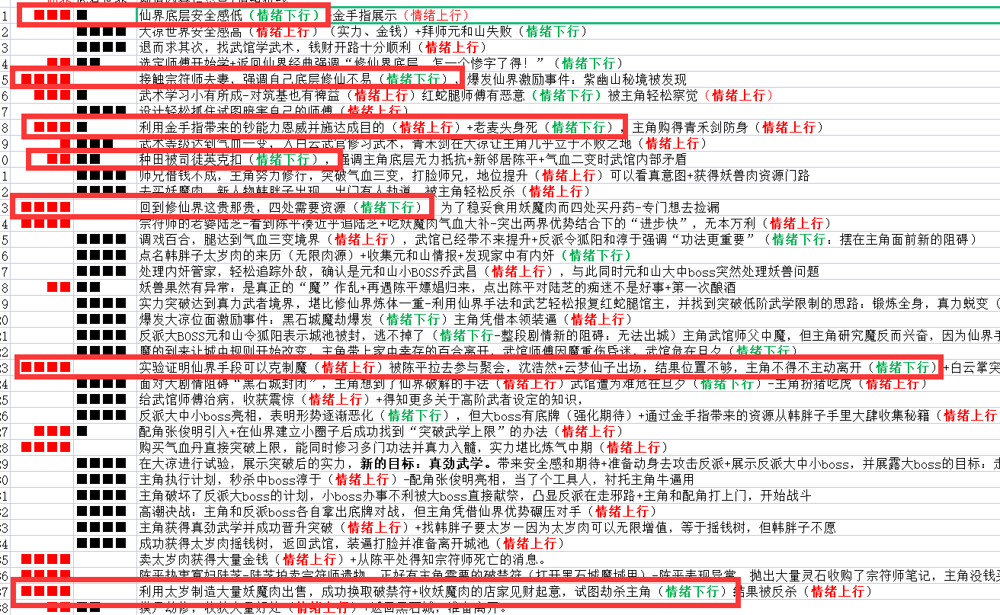 1 ■■■ ■ 仙界底层安全感低（情绪下行）金手指展示（情绪上行）
2 ■■■■ 大凉世界安全感高（情绪上行）（实力、金钱）+拜师元和山失败（情绪下行）
3 ■■■■ 退而求其次，找武馆学武术，钱财开路十分顺利（情绪上行）
4 ■■ ■■ 选定师傅开始学+返回仙界经典强调“修仙界底层，怎一个惨字了得！”（情绪下行）
5 ■■■■ 接触宗符师夫妻，强调自己底层修仙不易（情绪下行），爆发仙界激励事件：紫幽山秘境被发现
6 ■■■ ■ 武术学习小有所成-对筑基也有裨益（情绪上行）红蛇腿师傅有恶意（情绪下行）被主角轻松察觉（情绪上行）
7 ■■■■ 设计轻松抓住试图暗害自己的师傅（情绪上行）
8 ■■■ ■ 利用金手指带来的钞能力恩威并施达成目的（情绪上行）+老麦头身死（情绪下行），主角购得青禾剑防身（情绪上行）
9 ■ ■■■ 武术等级达到气血一变，入白云武官修习武术，青禾剑在大凉让主角几乎立于不败之地（情绪上行）
0 ■■ ■■ 种田被司徒英克扣（情绪下行），强调主角底层无力抵抗+新邻居陈平+气血二变时武馆内部矛盾
1 ■■■■ 师兄借钱不成，主角努力修行，突破气血三变，打脸师兄，地位提升（情绪上行）可以看真意图+获得妖兽肉资源门路
2 ■■■■ 去买妖魔肉，新人物韩胖子出现，出门有人劫道，被主角轻松反杀（情绪上行）
3 ■■■■ 回到修仙界这贵那贵，四处需要资源（情绪下行） 为了稳妥食用妖魔肉而四处买丹药-专门想去捡漏
4 ■■■■ 宗符师的老婆陆芝-看到陈平凑近乎追陆芝+吃妖魔肉气血大补-突出两界优势结合下的“进步快”，无本万利（情绪上行）
5 ■■■■ 调戏百合，腿达到气血三变境界（情绪上行），武馆已经带不来提升+反派令狐阳和淳于强调“功法更重要”（情绪下行：摆在主角面前新的阻碍）
6 ■■■■ 点名韩胖子太岁肉的来历（无限肉源）+收集元和山情报+发现家中有内奸（情绪下行）
7 ■■■■ 处理内奸管家，轻松追踪外敌，确认是元和山小BOSS乔武昌（情绪上行），与此同时元和山大中boss突然处理妖兽问题
8 ■■ ■■ 妖兽果然有异常：是真正的“魔”作乱+再遇陈平嫖娼归来，点出陈平对陆芝的痴迷不是好事+第一次酿酒
9 ■■■■ 实力突破达到真力武者境界，堪比修仙界炼体一重-利用仙界手法和武艺轻松报复红蛇腿馆主，并找到突破低阶武学限制的思路：锻炼全身，真力蜕变（
20 ■■■■ 爆发大凉位面激励事件：黑石城魔劫爆发（情绪下行）主角凭借本领装逼（情绪上行）
21 ■■■■ 反派大BOSS元和山令狐阳表示城池被封，逃不掉了（情绪下行-整段剧情新的阻碍：无法出城）主角武馆师父中魔，但主角研究魔反而兴奋，因为仙界手
22 ■■■■ 魔的到来让城中规则开始改变，主角带上家中幸存的百合离开，武馆师傅因魔重伤昏迷，武馆危在旦夕（情绪下行）
23 ■■■■ 实验证明仙界手段可以克制魔（情绪上行）被陈平拉去参与聚会，沈浩然+云梦仙子出场，结果位置不够，主角不得不主动离开（情绪下行）+白云掌突
24 ■■■■ 面对大剧情阻碍“黑石城封闭”，主角想到了仙界破解的手法（情绪上行）武馆遭为难危在旦夕（情绪下行）-主角扮猪吃虎（情绪上行）
25 ■■■■ 给武馆师傅治病，收获震惊（情绪上行）+得知更多关于高阶武者设定的知识，
26 ■■■■ 反派大中小boss亮相，表明形势逐渐恶化（情绪下行），但大boss有底牌（强化期待）+通过金手指带来的资源从韩胖子手里大肆收集秘籍（情绪上行
27 ■■■ ■ 配角张俊明引入+在仙界建立小圈子后成功找到“突破武学上限”的办法（情绪上行）
28 ■■■■ 购买气血丹直接突破上限，能同时修习多门功法并真力入髓，实力堪比炼气中期（情绪上行）
29 ■■■■ 在大凉进行试验，展示突破后的实力，新的目标：真劲武学。带来安全感和期待+准备动身去攻击反派+展示反派大中小boss，并展露大boss的目标：走
30 ■■■■ 主角执行计划，秒杀中boss淳于（情绪上行）-配角张俊明亮相，当了个工具人，衬托主角牛逼用
31 ■■■■ 主角破坏了反派大boss的计划，小boss办事不利被大boss直接献祭，凸显反派在走邪路+主角和配角打上门，开始战斗
32 ■■■■ 高潮决战：主角和反派boss各自拿出底牌对战，但主角凭借仙界优势碾压对手（情绪上行）
33 ■■■■ 主角获得真劲武学并成功晋升突破（情绪上行）+找韩胖子要太岁—因为太岁肉可以无限增值，等于摇钱树，但韩胖子不愿
34 ■■■■ 成功获得太岁肉摇钱树，返回武馆，装逼打脸并准备离开城池（情绪上行）
35 ■■■■ 卖太岁肉获得大量金钱（情绪上行）+从陈平处得知宗符师死亡的消息。
36 ■■■■ 陈平热衷寡妇陆芝-陆芝拍卖宗符师遗物，正好有主角需要的破禁符（打开黑石城魔域用）-陈平表现异常，抛出大量灵石收购了宗符师笔记，主角没钱买
37 ■■■■ 利用太岁制造大量妖魔肉出售，成功换取破禁符+收妖魔肉的店家见财起意，试图劫杀主角（情绪下行）结果被反杀（情绪上行）
38 ■■ ■■ 摸尸劫修，收获大量好处（情绪上行）+返回黑石城，准备离开。